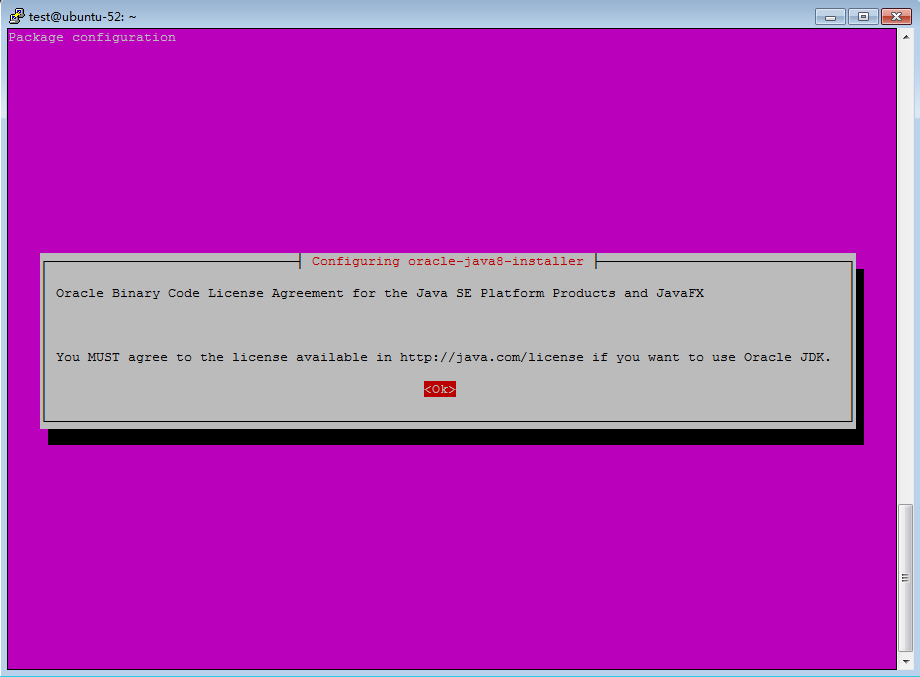 test@ubuntu-52: ~
Package configuration
Configuring oracle-java8-installer
Oracle Binary Code License Agreement for the Java SE Platform Products and JavaFX
You MUST agree to the license available in http://java.com/license if you want to use Oracle JDK.
<Ok>